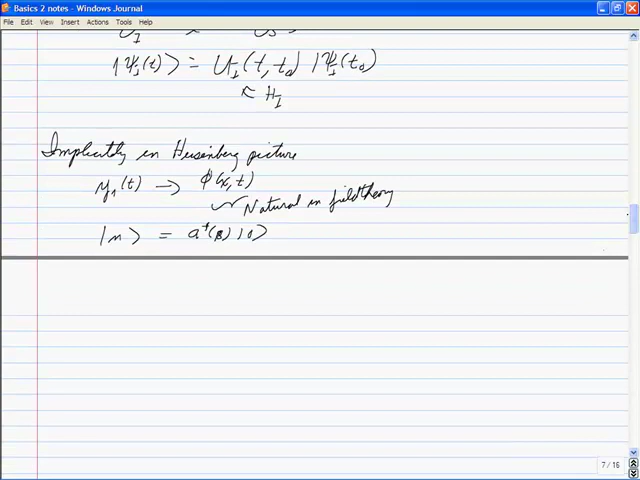 Basics 2 notes - Windows Journal
File Edit View Insert Actions Tools Help
|Ψ_I(t)⟩ = U_I(t, t_0) |Ψ_I(t_0)⟩
↖ H_I
Implicitly in Heisenberg picture
y_1(t) → φ(x, t)
Natural in field theory
|n⟩ = a†(k) |0⟩
7 / 16